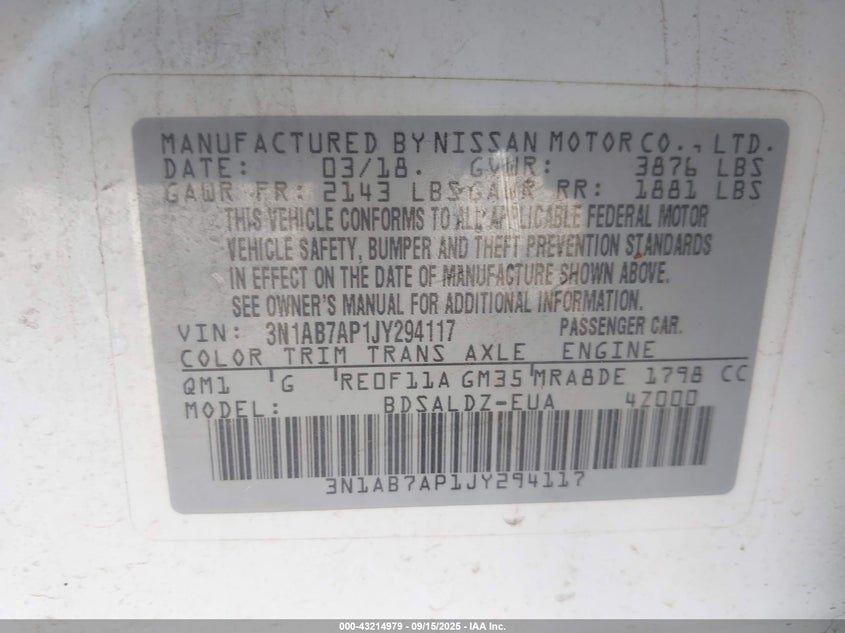 MANUFACTURED BY NISSAN MOTOR CO., LTD.
DATE: 03/18. GVWR: 3876 LBS
GAWR FR: 2143 LBS GAWR RR: 1881 LBS
THIS VEHICLE CONFORMS TO ALL APPLICABLE FEDERAL MOTOR
VEHICLE SAFETY, BUMPER AND THEFT PREVENTION STANDARDS
IN EFFECT ON THE DATE OF MANUFACTURE SHOWN ABOVE.
SEE OWNER'S MANUAL FOR ADDITIONAL INFORMATION.
VIN: 3N1AB7AP1JY294117 PASSENGER CAR.
COLOR TRIM TRANS AXLE ENGINE
QM1 G RE0F11A GM35 MRA8DE 1798 CC
MODEL: BDSALDZ-EUA 4Z000
3N1AB7AP1JY294117
000-43214979 - 09/15/2025 - IAA Inc.